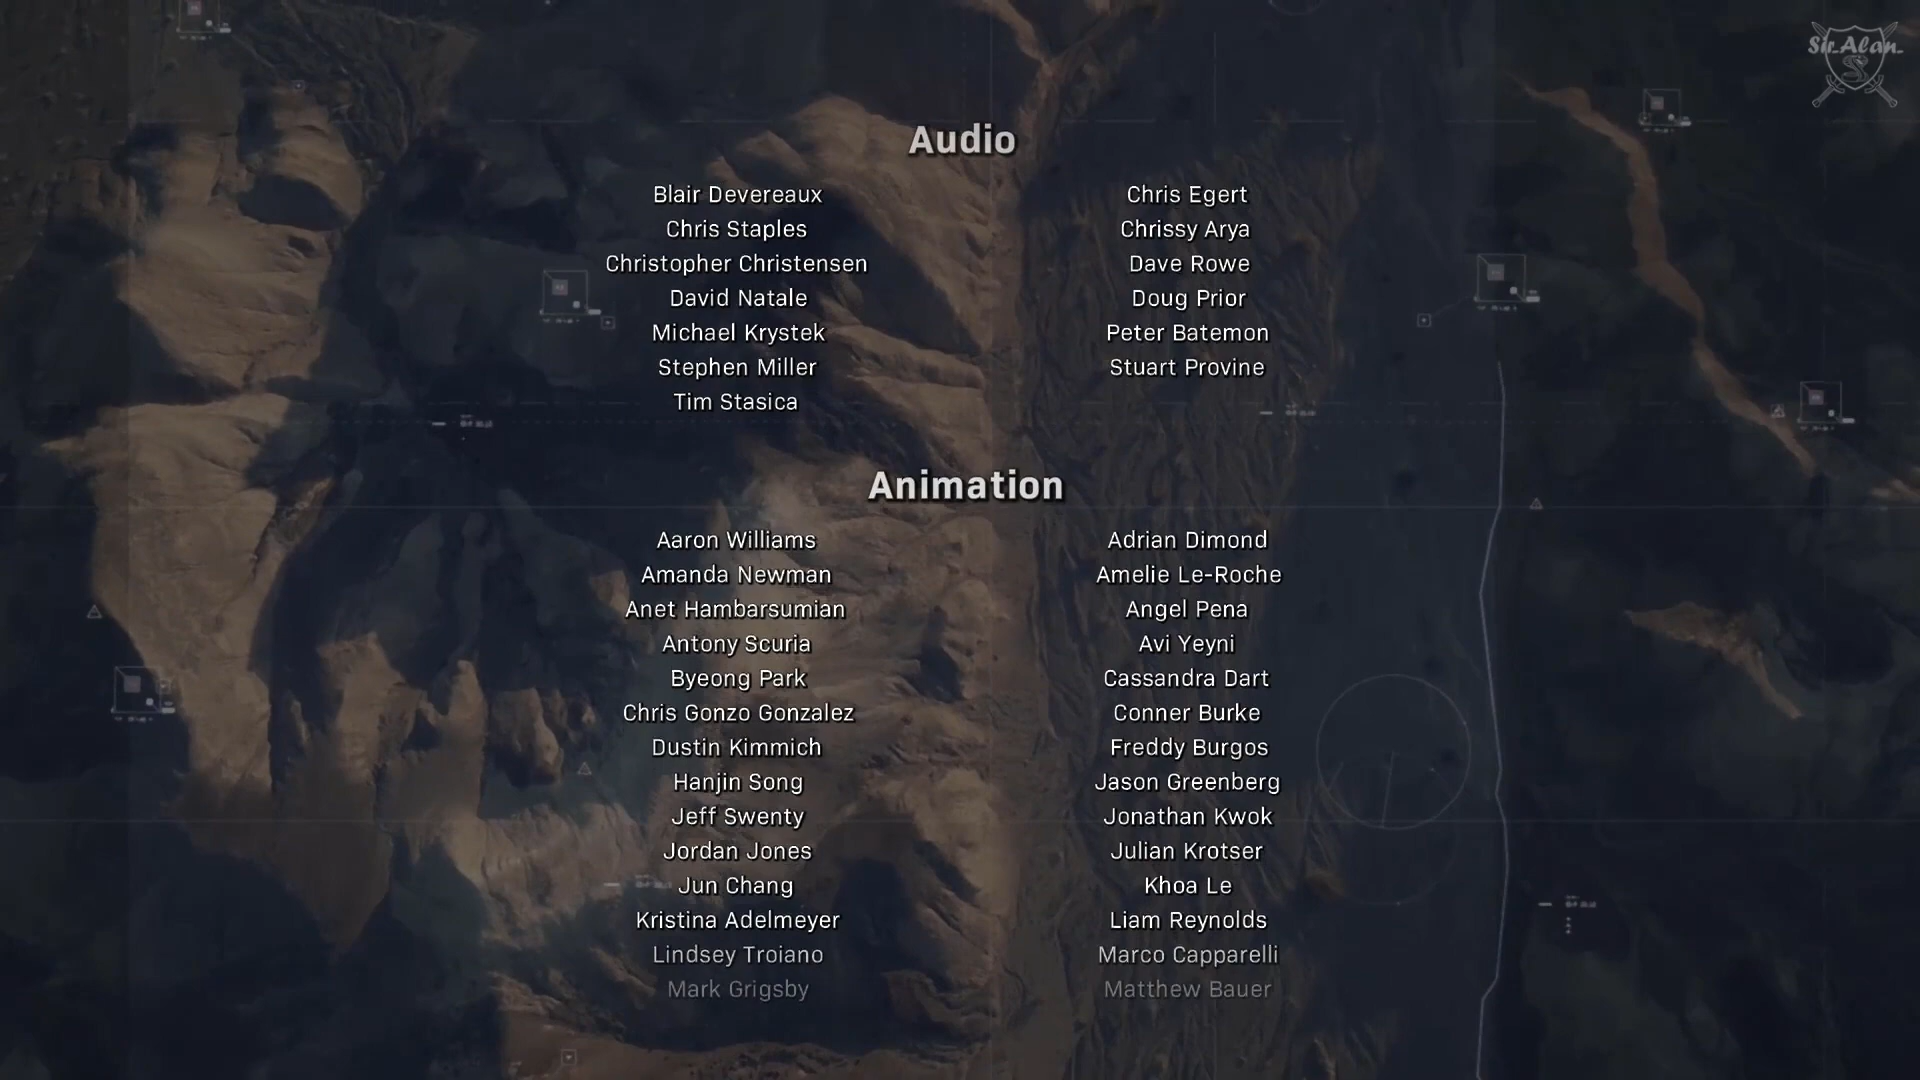 Sir_Alan_
Audio
Blair Devereaux Chris Egert
Chris Staples Chrissy Arya
Christopher Christensen Dave Rowe
David Natale Doug Prior
Michael Krystek Peter Batemon
Stephen Miller Stuart Provine
Tim Stasica
Animation
Aaron Williams Adrian Dimond
Amanda Newman Amelie Le-Roche
Anet Hambarsumian Angel Pena
Antony Scuria Avi Yeyni
Byeong Park Cassandra Dart
Chris Gonzo Gonzalez Conner Burke
Dustin Kimmich Freddy Burgos
Hanjin Song Jason Greenberg
Jeff Swenty Jonathan Kwok
Jordan Jones Julian Krotser
Jun Chang Khoa Le
Kristina Adelmeyer Liam Reynolds
Lindsey Troiano Marco Capparelli
Mark Grigsby Matthew Bauer